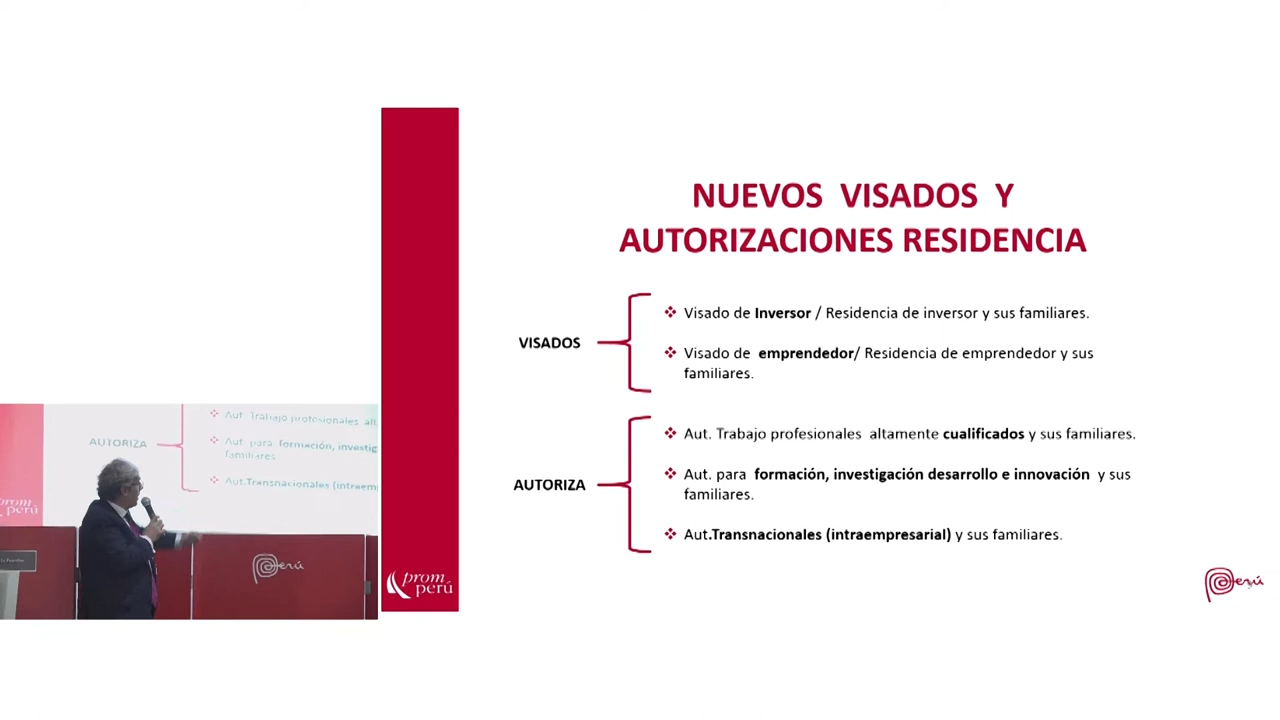 NUEVOS VISADOS Y
AUTORIZACIONES RESIDENCIA
VISADOS
Visado de Inversor / Residencia de inversor y sus familiares.
Visado de emprendedor/ Residencia de emprendedor y sus
familiares.
AUTORIZA
Aut. Trabajo profesionales altamente cualificados y sus familiares.
Aut. para formación, investigación desarrollo e innovación y sus
familiares.
Aut.Transnacionales (intraempresarial) y sus familiares.
prom
perú
Perú
Aut. Trabajo profesionales
AUTORIZA
Aut. para formación,
familiares
Aut.Transnacionales
prom
perú
Perú